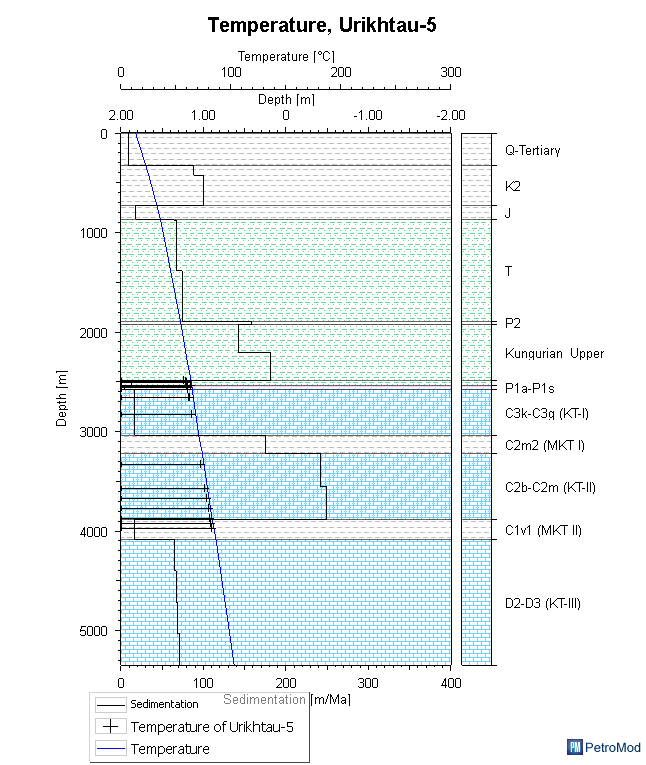 Temperature, Urikhtau-5
Temperature [°C]
0 100 200 300
Depth [m]
2.00 1.00 0 -1.00 -2.00
0
1000
2000
3000
4000
5000
Depth [m]
Q-Tertiary
K2
J
T
P2
Kungurian Upper
P1a-P1s
C3k-C3q (KT-I)
C2m2 (MKT I)
C2b-C2m (KT-II)
C1v1 (MKT II)
D2-D3 (KT-III)
0 100 200 300 400
Sedimentation [m/Ma]
Sedimentation
Temperature of Urikhtau-5
Temperature
PM PetroMod